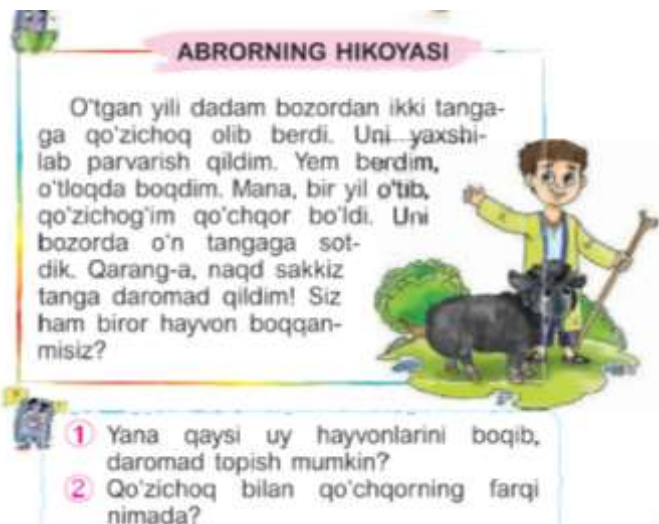 ABRORNING HIKOYASI
O'tgan yili dadam bozordan ikki tanga-
ga qo'zichoq olib berdi. Uni yaxshi-
lab parvarish qildim. Yem berdim,
o'tloqda boqdim. Mana, bir yil o'tib,
qo'zichog'im qo'chqor bo'ldi. Uni
bozorda o'n tangaga sot-
dik. Qarang-a, naqd sakkiz
tanga daromad qildim! Siz
ham biror hayvon boqqan-
misiz?
1 Yana qaysi uy hayvonlarini boqib,
daromad topish mumkin?
2 Qo'zichoq bilan qo'chqorning farqi
nimada?